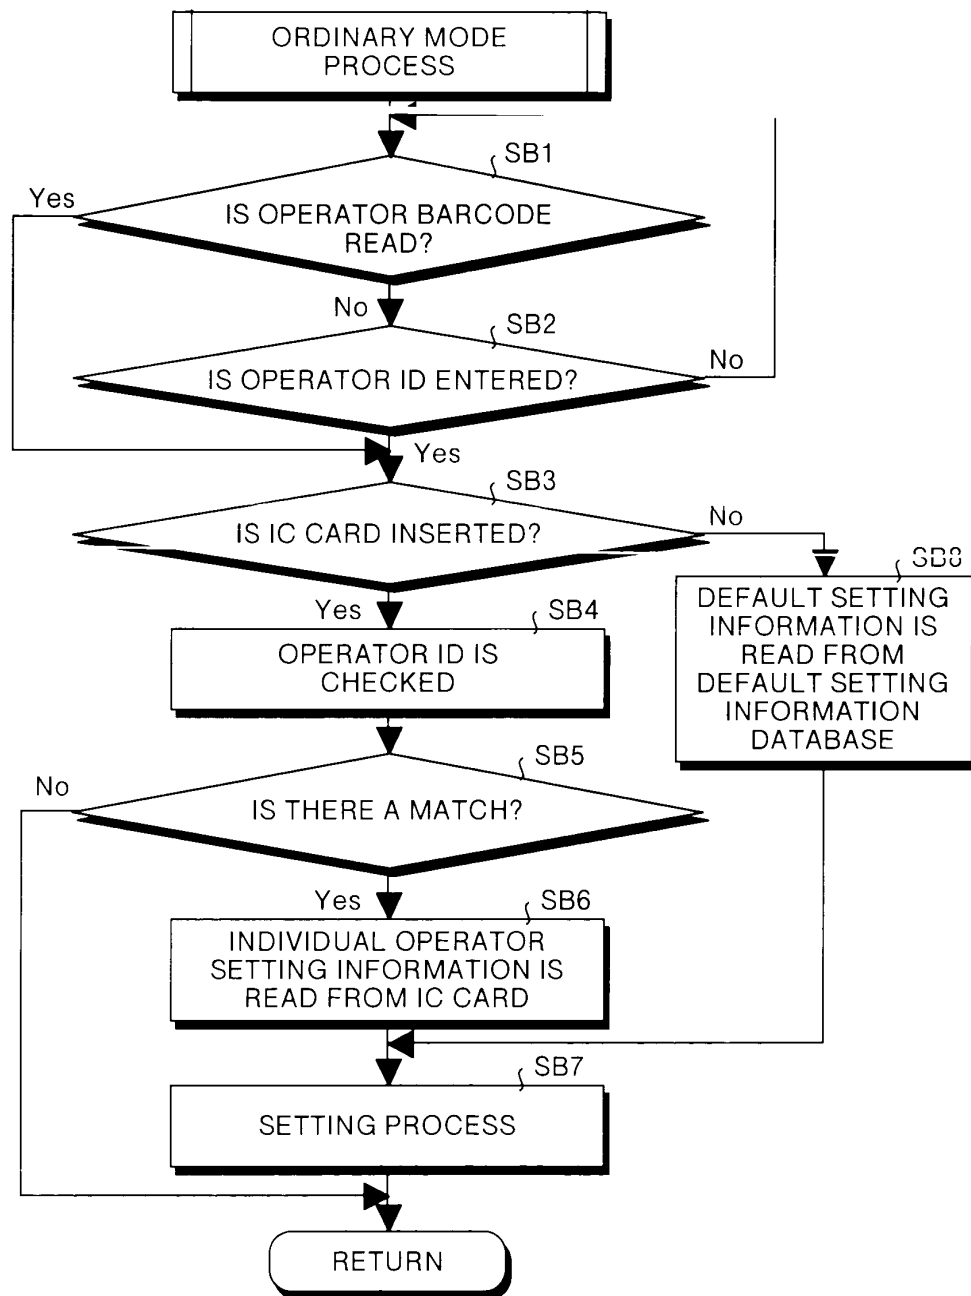 ORDINARY MODE
PROCESS
SB1
Yes
IS OPERATOR BARCODE
READ?
No
SB2
No
IS OPERATOR ID ENTERED?
Yes
SB3
No
IS IC CARD INSERTED?
SB8
Yes
SB4
DEFAULT SETTING
INFORMATION IS
READ FROM
DEFAULT SETTING
INFORMATION
DATABASE
OPERATOR ID IS
CHECKED
SB5
No
IS THERE A MATCH?
Yes
SB6
INDIVIDUAL OPERATOR
SETTING INFORMATION IS
READ FROM IC CARD
SB7
SETTING PROCESS
RETURN